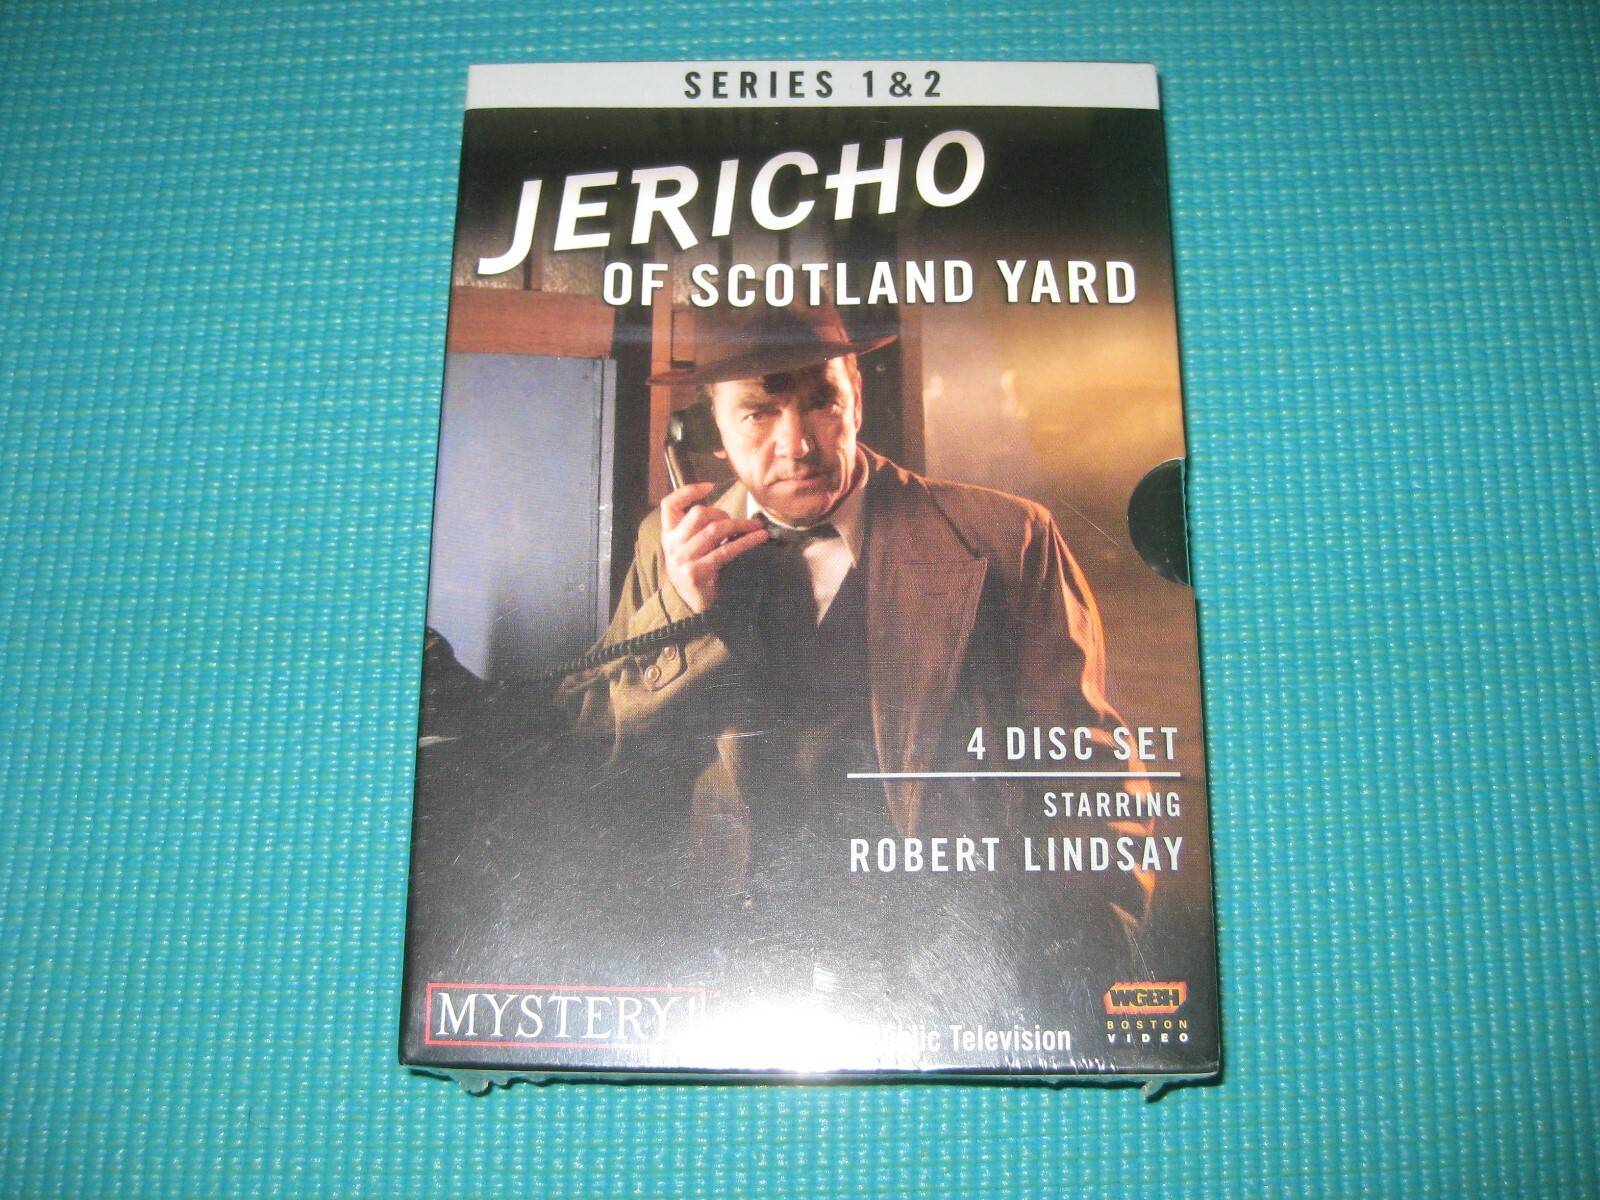 SERIES 1 & 2
JERICHO
OF SCOTLAND YARD
4 DISC SET
STARRING
ROBERT LINDSAY
MYSTERY!
Television
WGBH
BOSTON
VIDEO